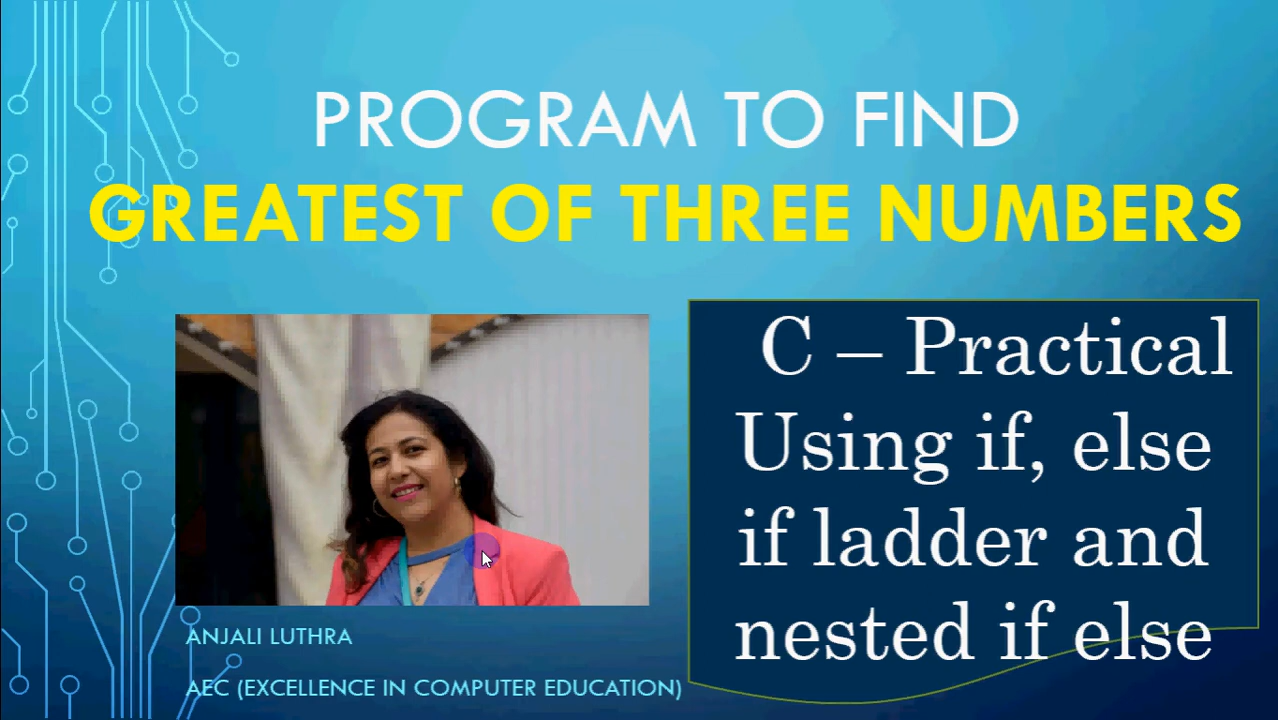 PROGRAM TO FIND
GREATEST OF THREE NUMBERS
C – Practical
Using if, else
if ladder and
nested if else
ANJALI LUTHRA
AEC (EXCELLENCE IN COMPUTER EDUCATION)